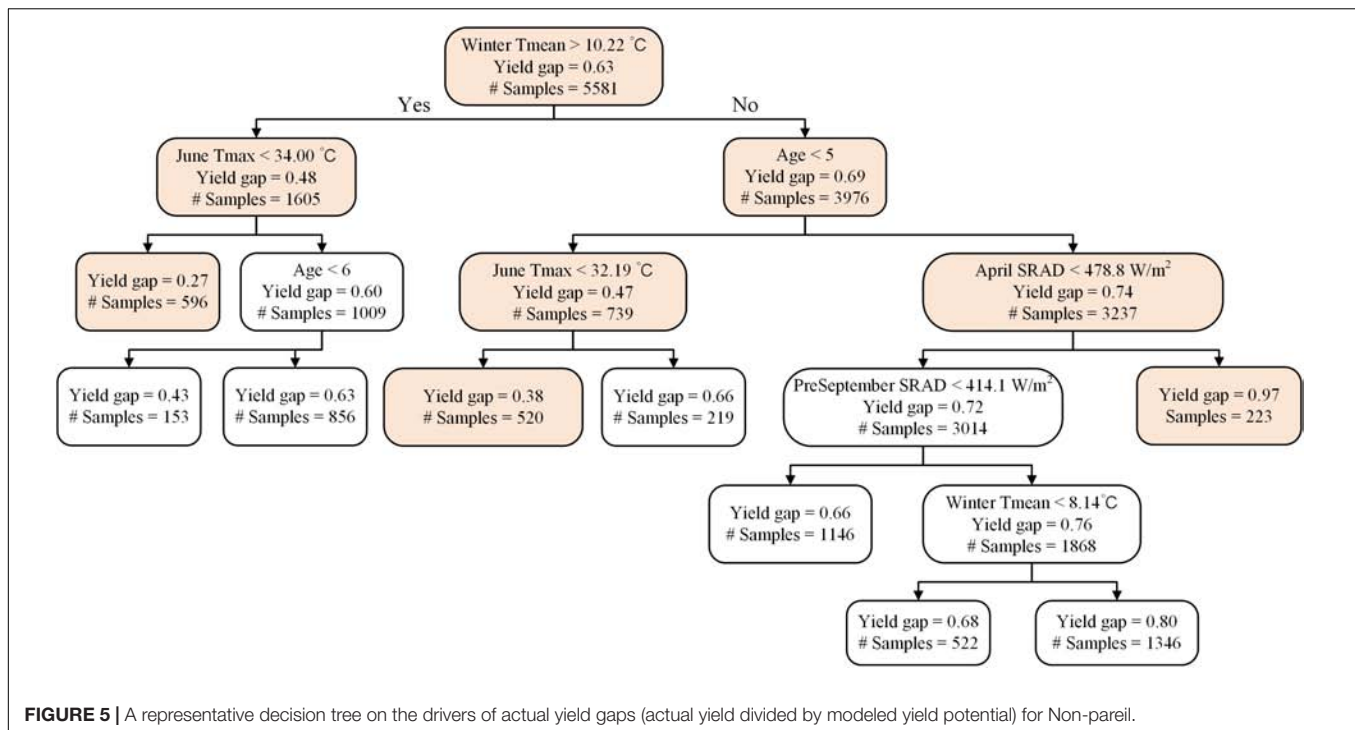 Winter Tmean > 10.22 °C
Yield gap = 0.63
# Samples = 5581
Yes
No
June Tmax < 34.00 °C
Yield gap = 0.48
# Samples = 1605
Age < 5
Yield gap = 0.69
# Samples = 3976
Yield gap = 0.27
# Samples = 596
Age < 6
Yield gap = 0.60
# Samples = 1009
June Tmax < 32.19 °C
Yield gap = 0.47
# Samples = 739
April SRAD < 478.8 W/m²
Yield gap = 0.74
# Samples = 3237
Yield gap = 0.43
# Samples = 153
Yield gap = 0.63
# Samples = 856
Yield gap = 0.38
# Samples = 520
Yield gap = 0.66
# Samples = 219
PreSeptember SRAD < 414.1 W/m²
Yield gap = 0.72
# Samples = 3014
Yield gap = 0.97
Samples = 223
Yield gap = 0.66
# Samples = 1146
Winter Tmean < 8.14°C
Yield gap = 0.76
# Samples = 1868
Yield gap = 0.68
# Samples = 522
Yield gap = 0.80
# Samples = 1346
FIGURE 5 | A representative decision tree on the drivers of actual yield gaps (actual yield divided by modeled yield potential) for Non-pareil.